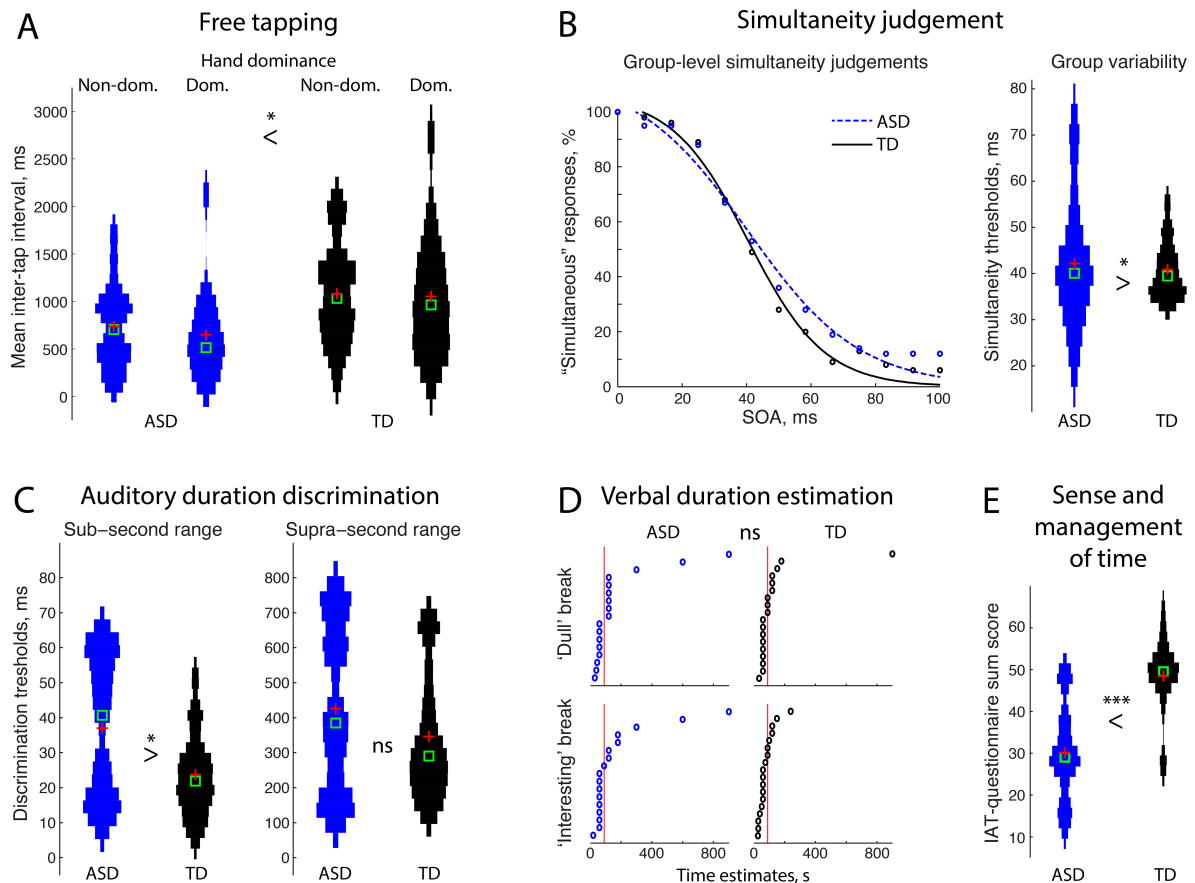 A
Free tapping
Hand dominance
Non-dom. Dom. Non-dom. Dom.
*
<
Mean inter-tap interval, ms
3000
2500
2000
1500
1000
500
0
ASD TD
B
Simultaneity judgement
Group-level simultaneity judgements
ASD
TD
"Simultaneous" responses, %
100
80
60
40
20
0
0 20 40 60 80 100
SOA, ms
Group variability
Simultaneity thresholds, ms
80
70
60
50
40
30
20
*
>
ASD TD
C
Auditory duration discrimination
Sub-second range
Discrimination tresholds, ms
80
70
60
50
40
30
20
10
0
*
>
ASD TD
Supra-second range
800
700
600
500
400
300
200
100
0
ns
ASD TD
D
Verbal duration estimation
ASD ns TD
'Dull' break
'Interesting' break
0 400 800 0 400 800
Time estimates, s
E
Sense and
management
of time
IAT-questionnaire sum score
60
50
40
30
20
10
***
<
ASD TD